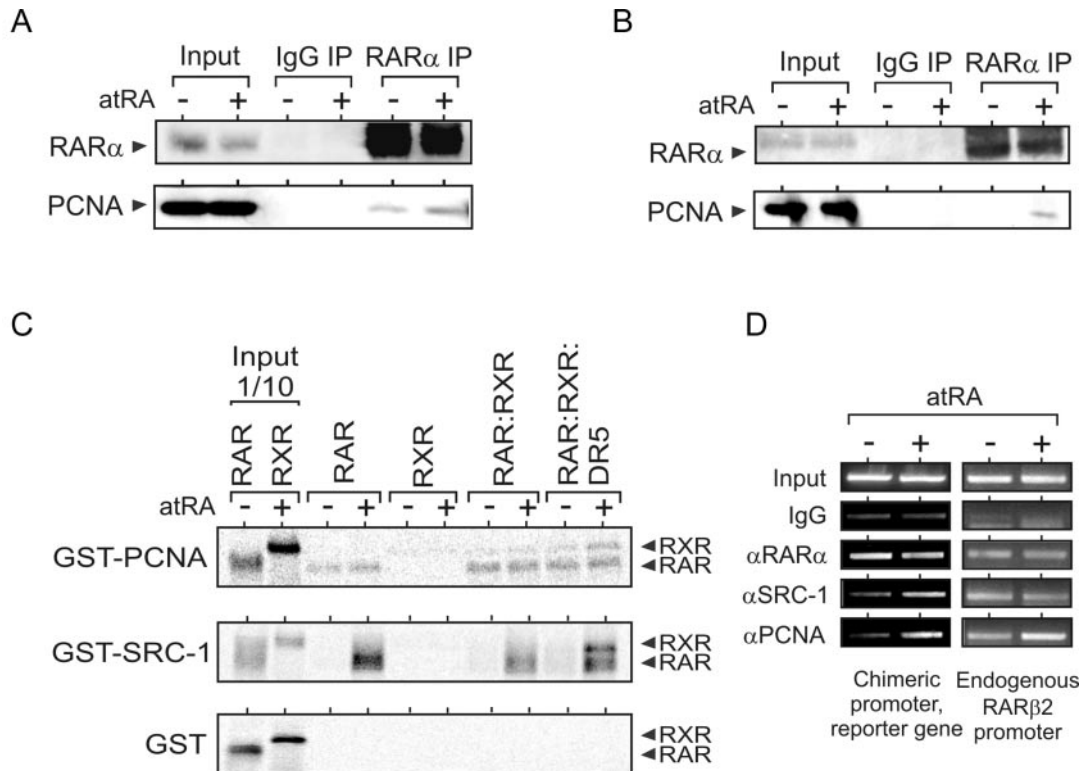 A
Input IgG IP RARα IP
atRA - + - + - +
RARα
PCNA
B
Input IgG IP RARα IP
atRA - + - + - +
RARα
PCNA
C
Input
1/10
RAR RXR RAR RXR RAR:RXR RAR:RXR:: DR5
atRA - + - + - + - + - +
GST-PCNA RXR
RAR
GST-SRC-1 RXR
RAR
GST RXR
RAR
D
atRA
- + - +
Input
IgG
αRARα
αSRC-1
αPCNA
Chimeric
promoter,
reporter gene
Endogenous
RARβ2
promoter